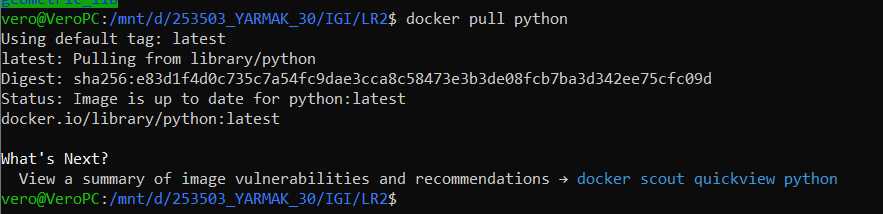 geometric_lib
vero@VeroPC:/mnt/d/253503_YARMAK_30/IGI/LR2$ docker pull python
Using default tag: latest
latest: Pulling from library/python
Digest: sha256:e83d1f4d0c735c7a54fc9dae3cca8c58473e3b3de08fcb7ba3d342ee75cfc09d
Status: Image is up to date for python:latest
docker.io/library/python:latest
What's Next?
View a summary of image vulnerabilities and recommendations → docker scout quickview python
vero@VeroPC:/mnt/d/253503_YARMAK_30/IGI/LR2$